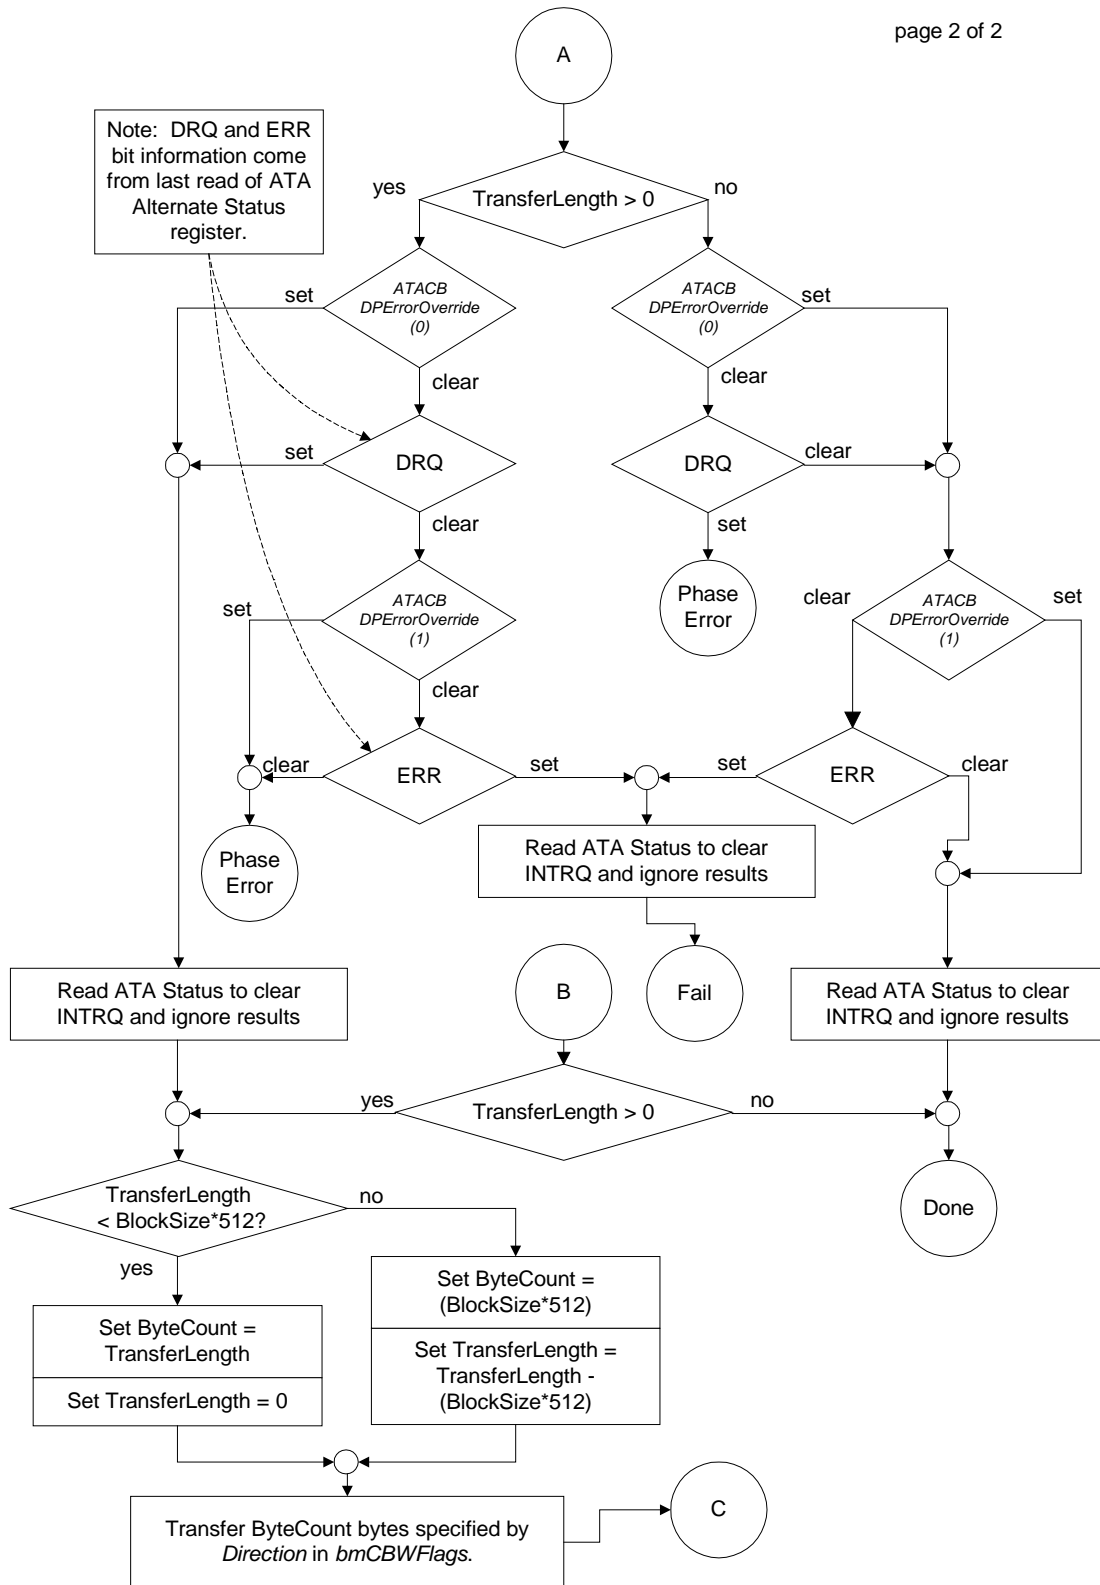 page 2 of 2
A
Note: DRQ and ERR
bit information come
from last read of ATA
Alternate Status
register.
yes
TransferLength > 0
no
set
ATACB
DPErrorOverride
(0)
clear
ATACB
DPErrorOverride
(0)
set
clear
set
DRQ
clear
DRQ
clear
set
Phase
Error
set
ATACB
DPErrorOverride
(1)
clear
clear
ATACB
DPErrorOverride
(1)
set
clear
ERR
set
set
ERR
clear
Phase
Error
Read ATA Status to clear
INTRQ and ignore results
Read ATA Status to clear
INTRQ and ignore results
B
Fail
Read ATA Status to clear
INTRQ and ignore results
yes
TransferLength > 0
no
TransferLength
< BlockSize*512?
no
yes
Done
Set ByteCount =
TransferLength
Set TransferLength = 0
Set ByteCount =
(BlockSize*512)
Set TransferLength =
TransferLength -
(BlockSize*512)
Transfer ByteCount bytes specified by
Direction in bmCBWFlags.
C